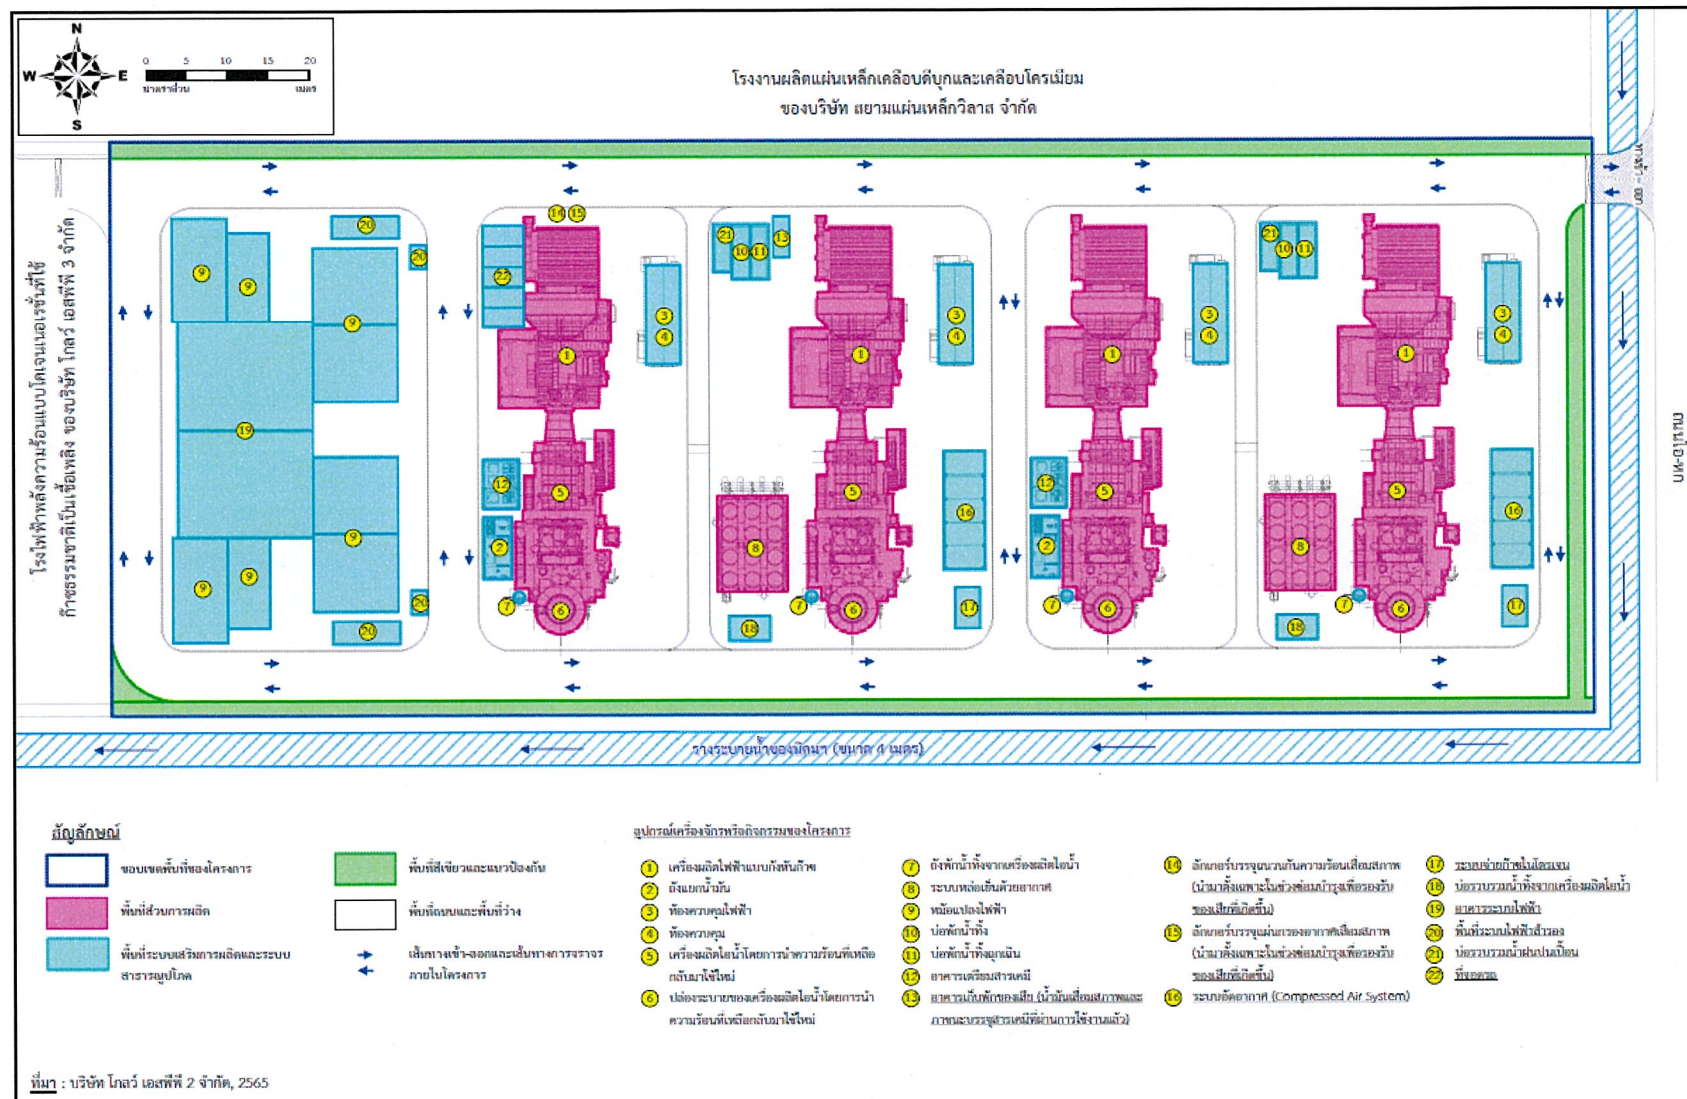 N
W E
S
0 5 10 15 20
มาตราส่วน เมตร
โรงงานผลิตแผ่นเหล็กเคลือบดีบุกและเคลือบโครเมียม
ของบริษัท สยามแผ่นเหล็กวิลาส จำกัด
ทางเข้า - ออก
ถนนไอ-หก
โรงไฟฟ้าพลังความร้อนแบบโคเจนเนอเรชั่นที่ใช้
ก๊าซธรรมชาติเป็นเชื้อเพลิง ของบริษัท โกลว์ เอสพีพี 3 จำกัด
รางระบายน้ำของนิคมฯ (ขนาด 4 เมตร)
สัญลักษณ์
ขอบเขตพื้นที่ของโครงการ
พื้นที่ส่วนการผลิต
พื้นที่ระบบเสริมการผลิตและระบบ
สาธารณูปโภค
พื้นที่สีเขียวและแนวป้องกัน
พื้นที่ถนนและพื้นที่ว่าง
เส้นทางเข้า-ออกและเส้นทางการจราจร
ภายในโครงการ
อุปกรณ์เครื่องจักรหรือกิจกรรมของโครงการ
1 เครื่องผลิตไฟฟ้าแบบกังหันก๊าซ
2 ถังแยกน้ำมัน
3 ห้องควบคุมไฟฟ้า
4 ห้องควบคุม
5 เครื่องผลิตไอน้ำโดยการนำความร้อนที่เหลือ
กลับมาใช้ใหม่
6 ปล่องระบายของเครื่องผลิตไอน้ำโดยการนำ
ความร้อนที่เหลือกลับมาใช้ใหม่
7 ถังพักน้ำทิ้งจากเครื่องผลิตไอน้ำ
8 ระบบหล่อเย็นด้วยอากาศ
9 หม้อแปลงไฟฟ้า
10 บ่อพักน้ำทิ้ง
11 บ่อพักน้ำทิ้งฉุกเฉิน
12 อาคารเตรียมสารเคมี
13 อาคารเก็บพักของเสีย (น้ำมันเสื่อมสภาพและ
ภาชนะบรรจุสารเคมีที่ผ่านการใช้งานแล้ว)
14 ลักเกอร์บรรจุฉนวนกันความร้อนเสื่อมสภาพ
(นำมาตั้งเฉพาะในช่วงซ่อมบำรุงเพื่อรองรับ
ของเสียที่เกิดขึ้น)
15 ลักเกอร์บรรจุแผ่นกรองอากาศเสื่อมสภาพ
(นำมาตั้งเฉพาะในช่วงซ่อมบำรุงเพื่อรองรับ
ของเสียที่เกิดขึ้น)
16 ระบบอัดอากาศ (Compressed Air System)
17 ระบบจ่ายก๊าซไนโตรเจน
18 บ่อรวบรวมน้ำทิ้งจากเครื่องผลิตไอน้ำ
19 อาคารระบบไฟฟ้า
20 พื้นที่ระบบไฟฟ้าสำรอง
21 บ่อรวบรวมน้ำฝนปนเปื้อน
22 ที่จอดรถ
ที่มา : บริษัท โกลว์ เอสพีพี 2 จำกัด, 2565